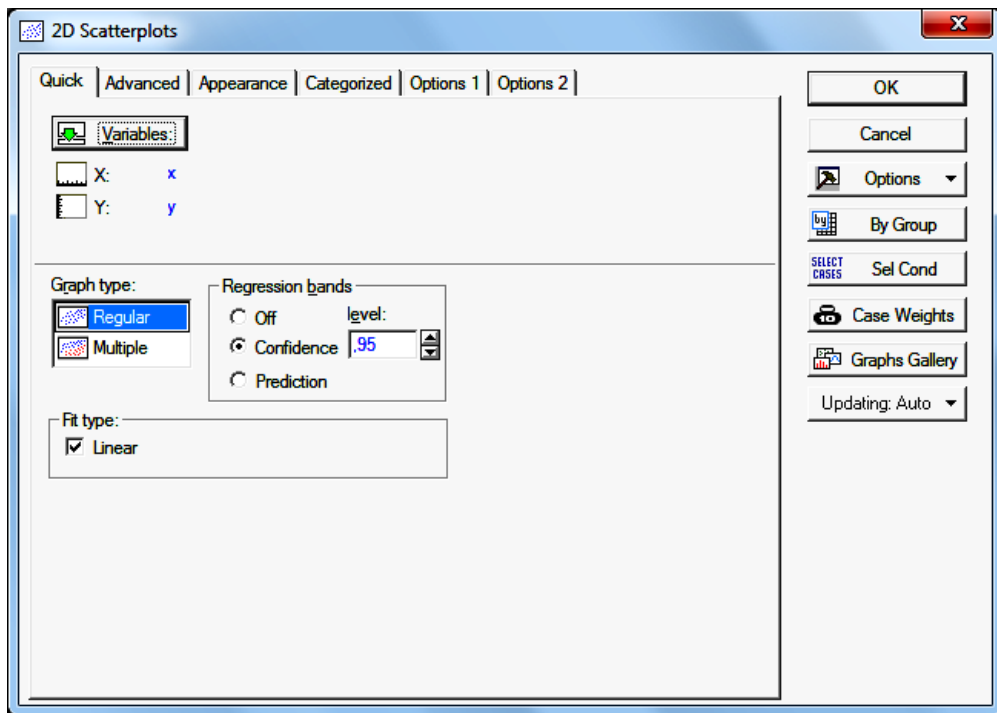 2D Scatterplots
X
Quick Advanced Appearance Categorized Options 1 Options 2
Variables:
X: x
Y: y
Graph type:
Regular
Multiple
Regression bands
Off
level:
Confidence ,95
Prediction
Fit type:
Linear
OK
Cancel
Options
by By Group
SELECT CASES Sel Cond
10 Case Weights
Graphs Gallery
Updating: Auto